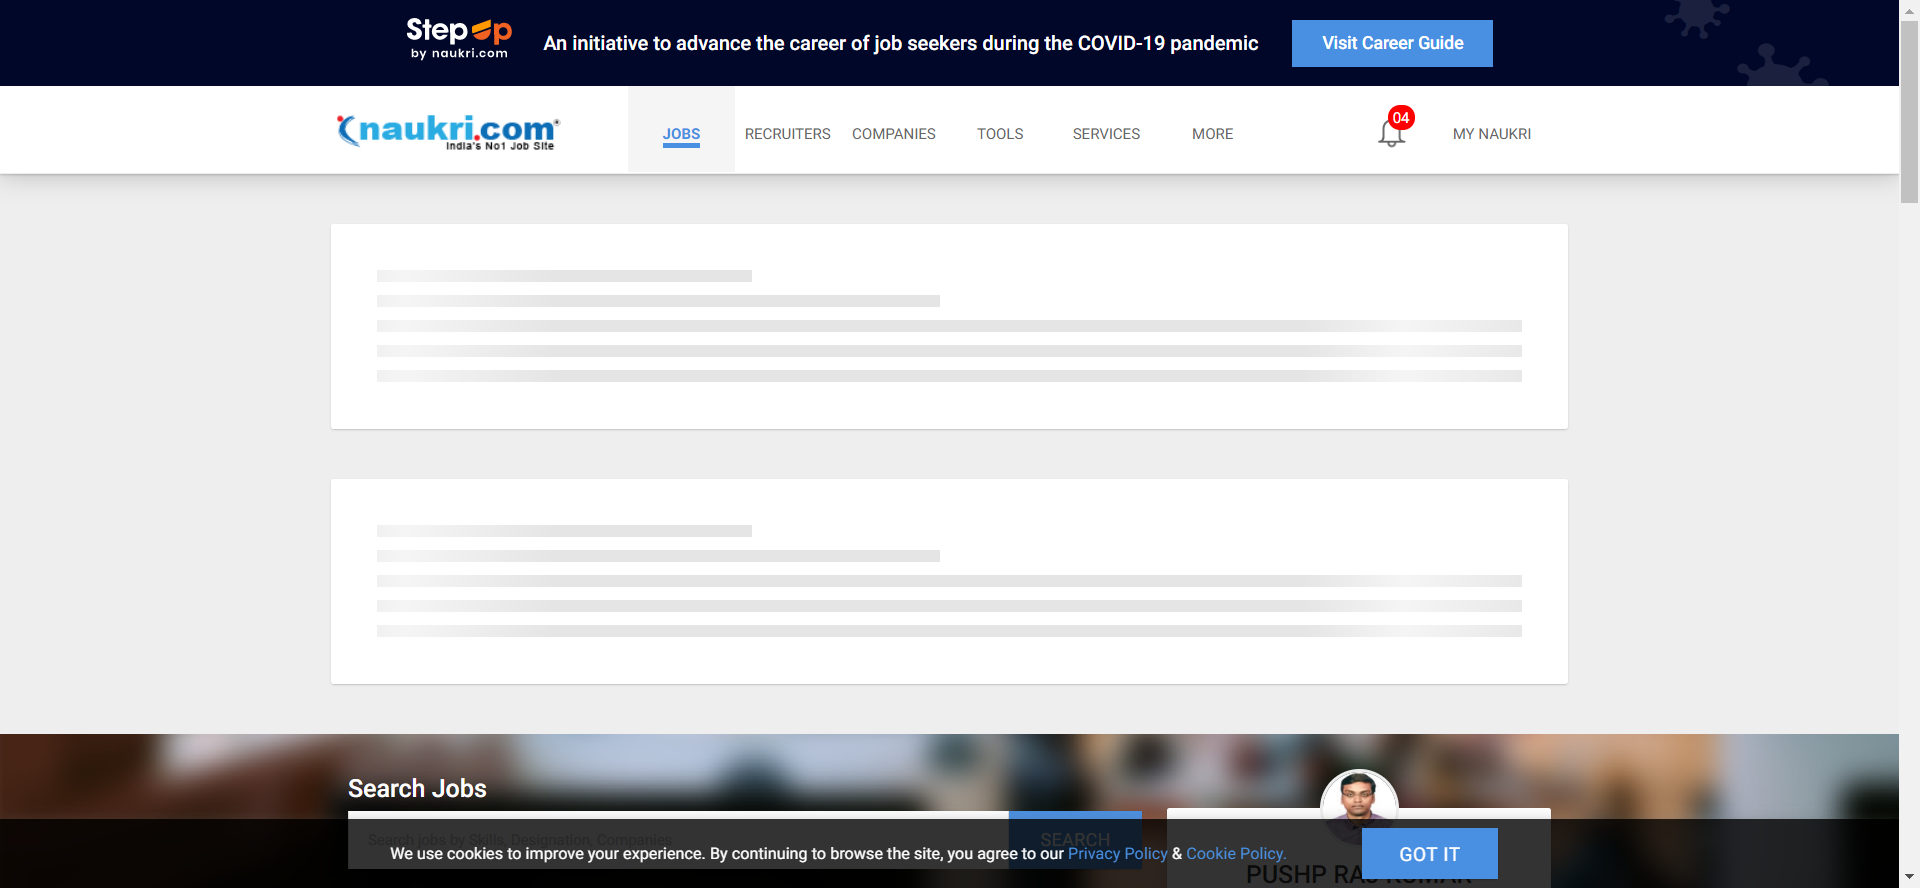 StepUp
by naukri.com
An initiative to advance the career of job seekers during the COVID-19 pandemic
Visit Career Guide
naukri.com
India's No1 Job Site
JOBS
RECRUITERS
COMPANIES
TOOLS
SERVICES
MORE
04
MY NAUKRI
Search Jobs
Search jobs by Skills, Designation, Companies
SEARCH
We use cookies to improve your experience. By continuing to browse the site, you agree to our Privacy Policy & Cookie Policy.
GOT IT
PUSHP RAJ KUMAR